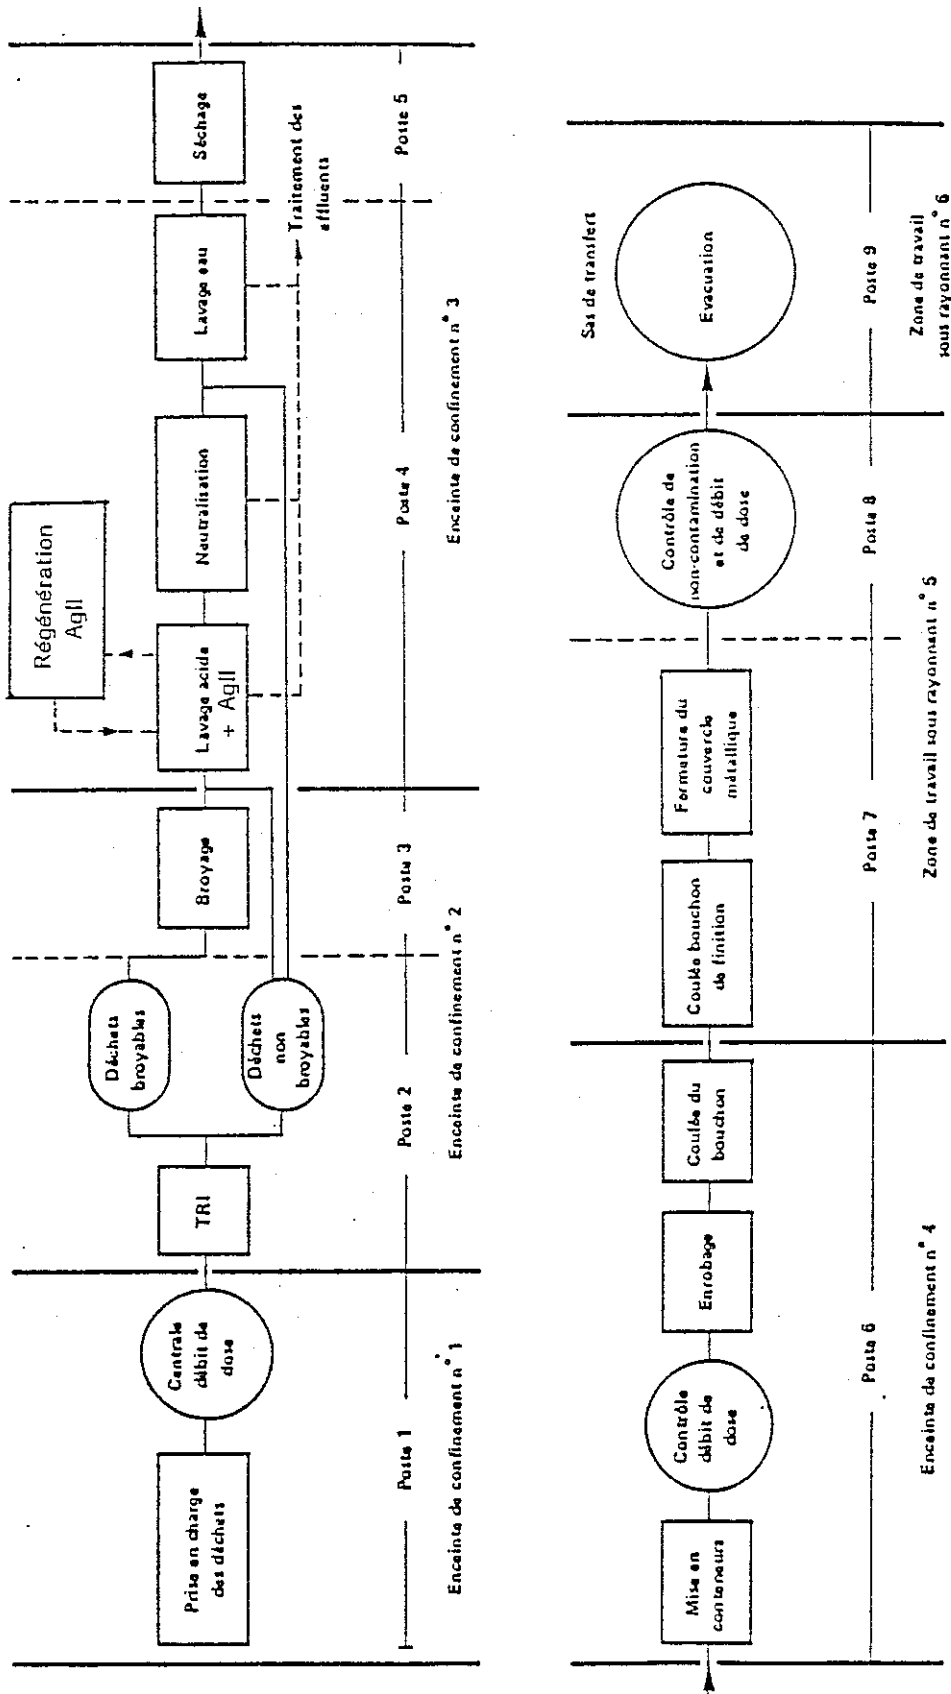 Prise en charge
des déchets
Centrale
débit de
dose
TRI
Déchets
broyables
Déchets
non
broyables
Broyage
Régénération
AgII
Lavage acide
+ AgII
Neutralisation
Lavage eau
Séchage
Traitement des
effluents
Poste 1
Poste 2
Poste 3
Poste 4
Poste 5
Enceinte de confinement n° 1
Enceinte de confinement n° 2
Enceinte de confinement n° 3
Mise en
conteneurs
Contrôle
débit de
dose
Enrobage
Coulée du
bouchon
Coulée bouchon
de finition
Fermeture du
couvercle
métallique
Contrôle de
non-contamination
et de débit
de dose
Sas de transfert
Evacuation
Poste 6
Poste 7
Poste 8
Poste 9
Enceinte de confinement n° 4
Zone de travail sous rayonnant n° 5
Zone de travail
sous rayonnant n° 6